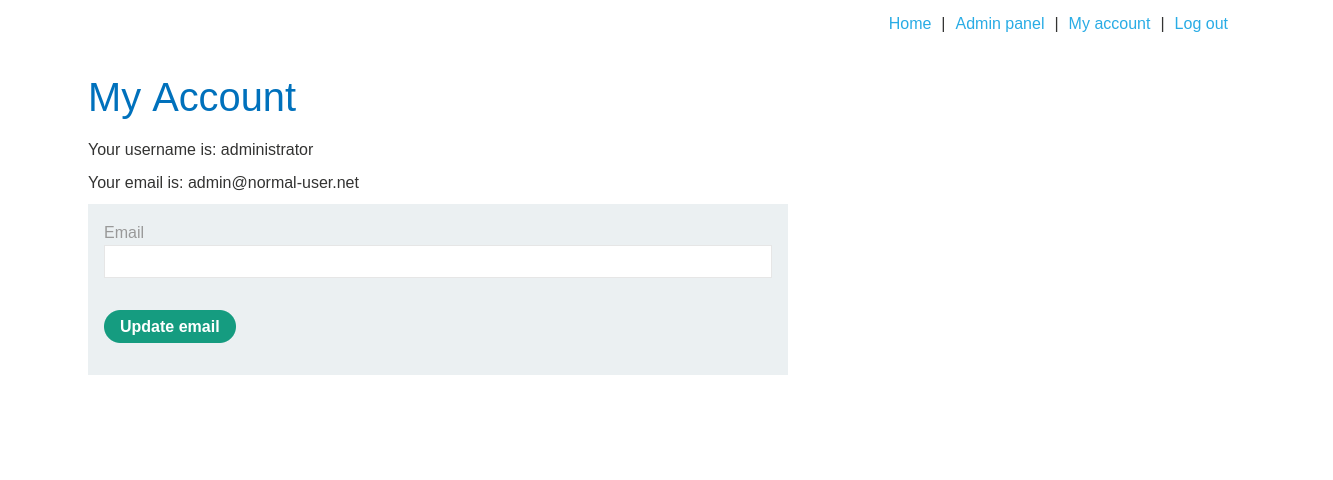 Home | Admin panel | My account | Log out
My Account
Your username is: administrator
Your email is: admin@normal-user.net
Email
Update email